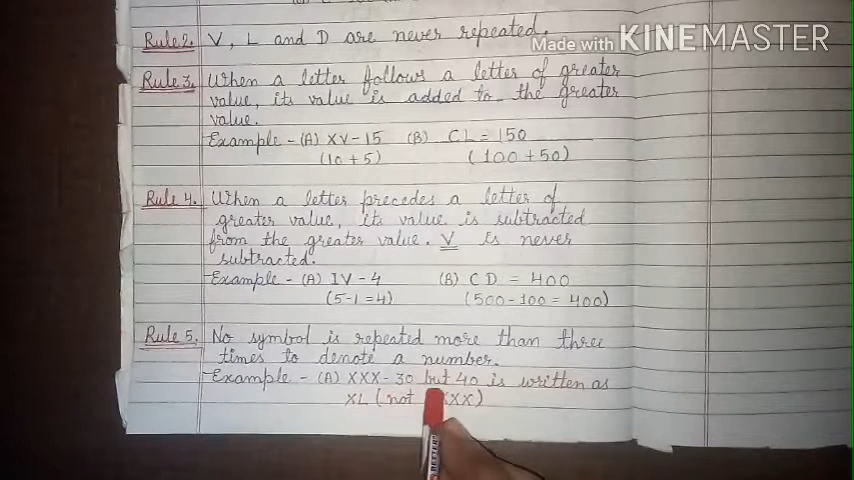 Rule 2. V, L and D are never repeated.
Made with KINEMASTER
Rule 3. When a letter follows a letter of greater
value, its value is added to the greater
value.
Example - (A) XV - 15 (B) CL = 150
(10 + 5) (100 + 50)
Rule 4. When a letter precedes a letter of
greater value, its value is subtracted
from the greater value. V is never
subtracted.
Example - (A) IV - 4 (B) CD = 400
(5-1 = 4) (500 - 100 = 400)
Rule 5. No symbol is repeated more than three
times to denote a number.
Example - (A) XXX - 30 but 40 is written as
XL (not XXX)